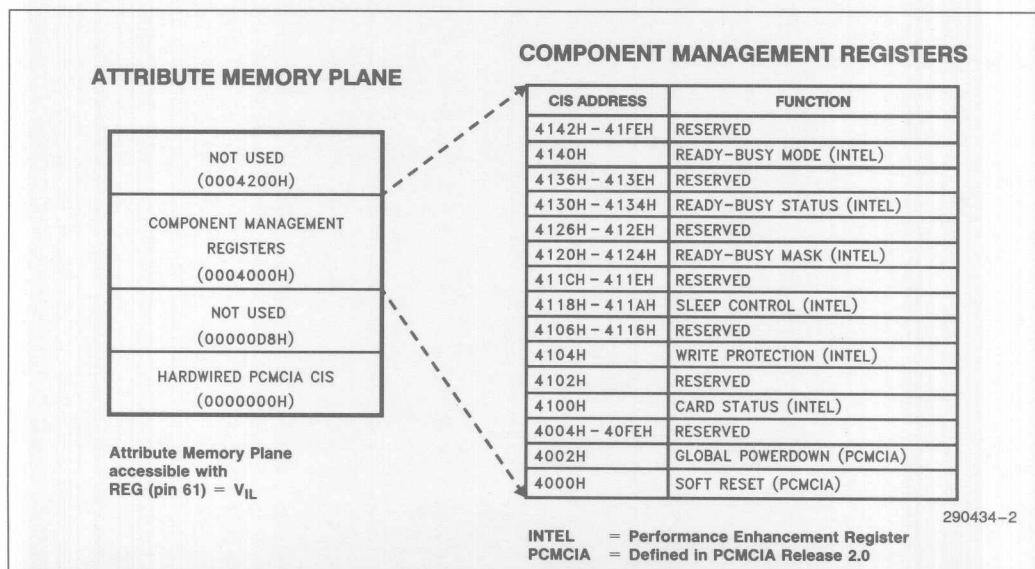 ATTRIBUTE MEMORY PLANE
NOT USED
(0004200H)
COMPONENT MANAGEMENT
REGISTERS
(0004000H)
NOT USED
(00000D8H)
HARDWIRED PCMCIA CIS
(0000000H)
Attribute Memory Plane
accessible with
REG (pin 61) = VIL
COMPONENT MANAGEMENT REGISTERS
CIS ADDRESS FUNCTION
4142H – 41FEH RESERVED
4140H READY-BUSY MODE (INTEL)
4136H – 413EH RESERVED
4130H – 4134H READY-BUSY STATUS (INTEL)
4126H – 412EH RESERVED
4120H – 4124H READY-BUSY MASK (INTEL)
411CH – 411EH RESERVED
4118H – 411AH SLEEP CONTROL (INTEL)
4106H – 4116H RESERVED
4104H WRITE PROTECTION (INTEL)
4102H RESERVED
4100H CARD STATUS (INTEL)
4004H – 40FEH RESERVED
4002H GLOBAL POWERDOWN (PCMCIA)
4000H SOFT RESET (PCMCIA)
290434–2
INTEL = Performance Enhancement Register
PCMCIA = Defined in PCMCIA Release 2.0